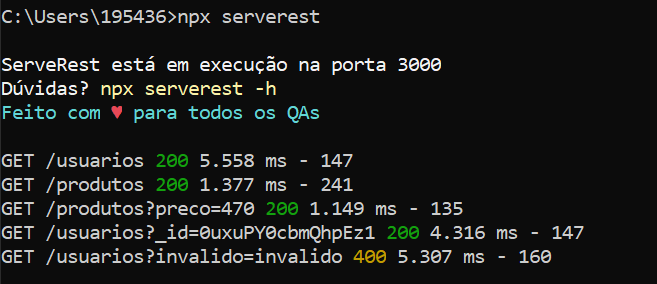 C:\Users\195436>npx serverest
ServeRest está em execução na porta 3000
Dúvidas? npx serverest -h
Feito com ♥ para todos os QAs
GET /usuarios 200 5.558 ms - 147
GET /produtos 200 1.377 ms - 241
GET /produtos?preco=470 200 1.149 ms - 135
GET /usuarios?_id=0uxuPY0cbmQhpEz1 200 4.316 ms - 147
GET /usuarios?invalido=invalido 400 5.307 ms - 160